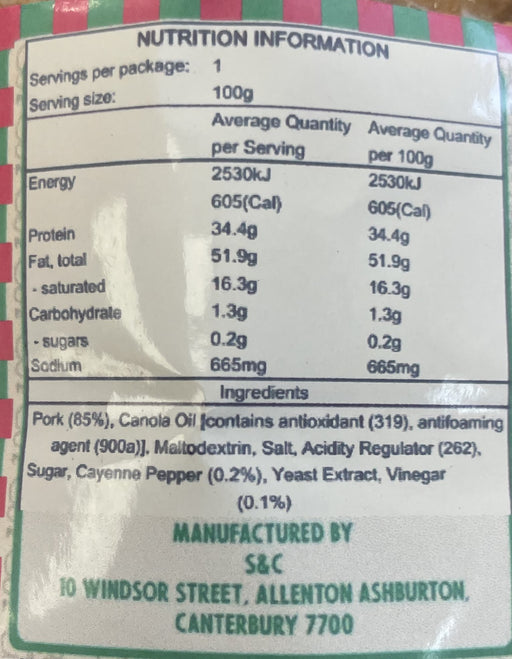 NUTRITION INFORMATION
Servings per package: 1
Serving size: 100g
Average Quantity Average Quantity
per Serving per 100g
Energy 2530kJ 2530kJ
605(Cal) 605(Cal)
Protein 34.4g 34.4g
Fat, total 51.9g 51.9g
- saturated 16.3g 16.3g
Carbohydrate 1.3g 1.3g
- sugars 0.2g 0.2g
Sodium 665mg 665mg
Ingredients
Pork (85%), Canola Oil [contains antioxidant (319), antifoaming
agent (900a)], Maltodextrin, Salt, Acidity Regulator (262),
Sugar, Cayenne Pepper (0.2%), Yeast Extract, Vinegar
(0.1%)
MANUFACTURED BY
S&C
10 WINDSOR STREET, ALLENTON ASHBURTON,
CANTERBURY 7700